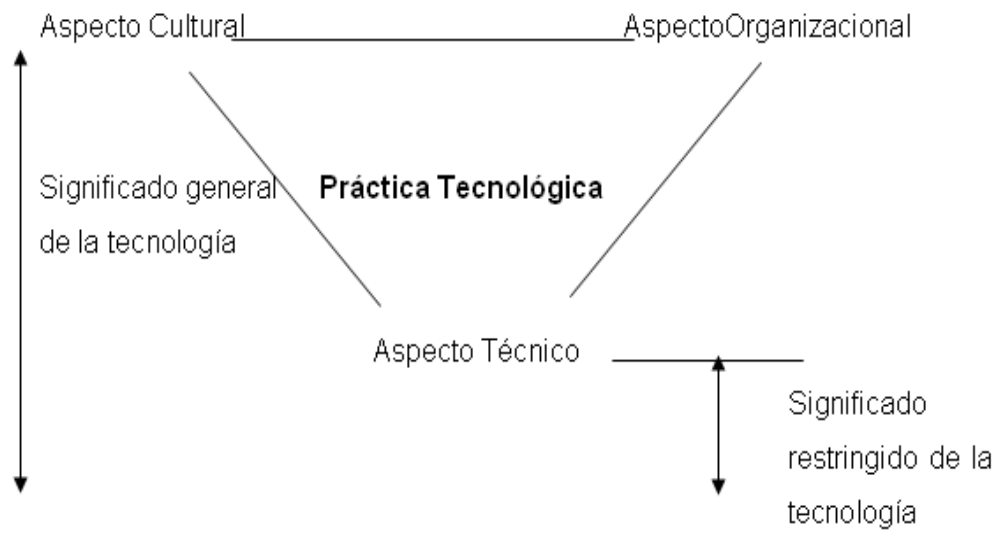 Aspecto Cultural
AspectoOrganizacional
Significado general
de la tecnología
Práctica Tecnológica
Aspecto Técnico
Significado
restringido de la
tecnología